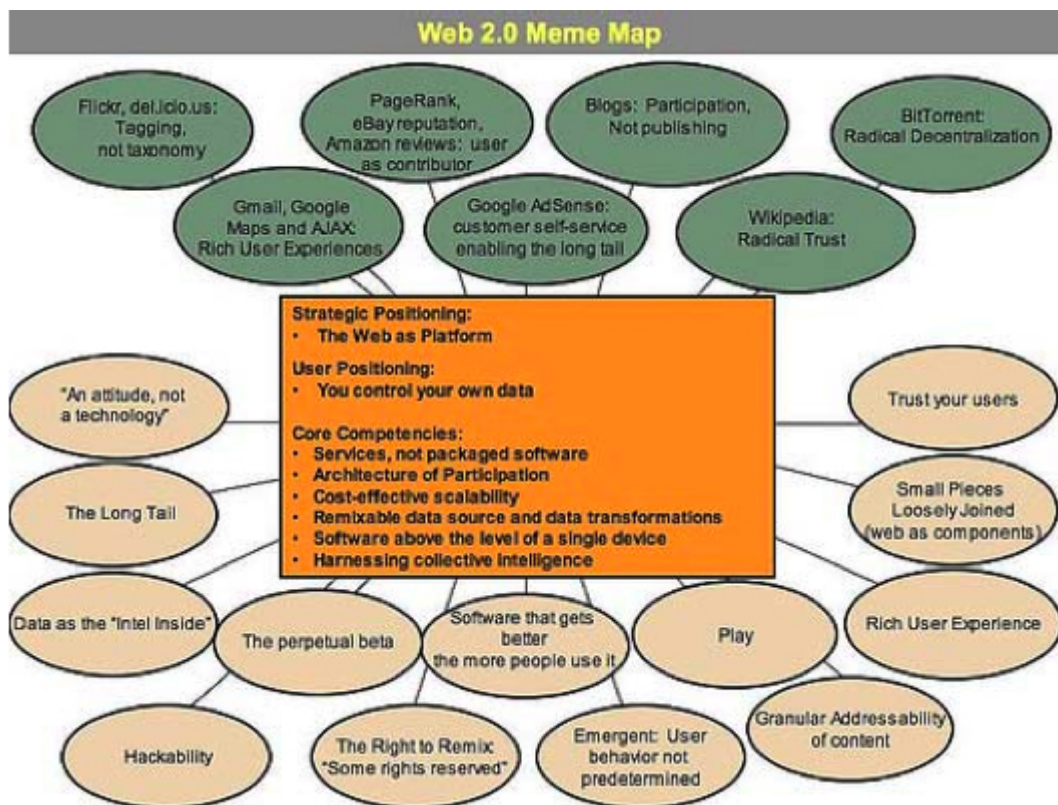 Web 2.0 Meme Map
Flickr, del.icio.us:
Tagging,
not taxonomy
PageRank,
eBay reputation,
Amazon reviews: user
as contributor
Blogs: Participation,
Not publishing
BitTorrent:
Radical Decentralization
Gmail, Google
Maps and AJAX:
Rich User Experiences
Google AdSense:
customer self-service
enabling the long tail
Wikipedia:
Radical Trust
Strategic Positioning:
• The Web as Platform
User Positioning:
• You control your own data
Core Competencies:
• Services, not packaged software
• Architecture of Participation
• Cost-effective scalability
• Remixable data source and data transformations
• Software above the level of a single device
• Harnessing collective intelligence
"An attitude, not
a technology"
Trust your users
The Long Tail
Small Pieces
Loosely Joined
(web as components)
Data as the "Intel Inside"
The perpetual beta
Software that gets
better
the more people use it
Play
Rich User Experience
Hackability
The Right to Remix:
"Some rights reserved"
Emergent: User
behavior not
predetermined
Granular Addressability
of content